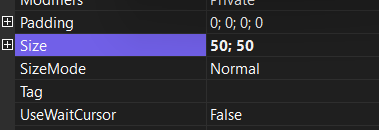 Modifiers Private
Padding 0; 0; 0; 0
Size 50; 50
SizeMode Normal
Tag
UseWaitCursor False